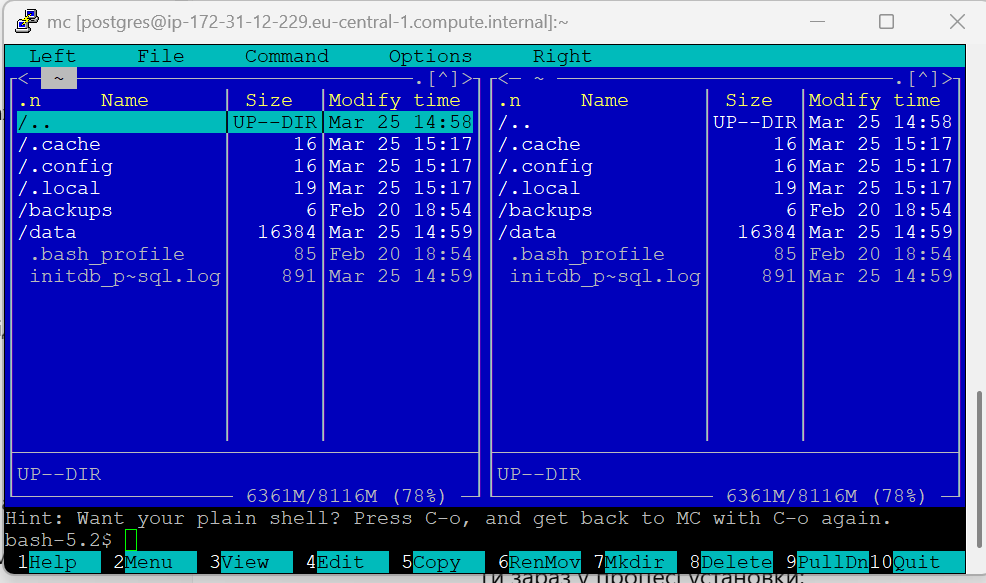 mc [postgres@ip-172-31-12-229.eu-central-1.compute.internal]:~
Left File Command Options Right
<─ ~ ─.[^]> <─ ~ ─.[^]>
.n Name Size Modify time .n Name Size Modify time
/.. UP--DIR Mar 25 14:58 /.. UP--DIR Mar 25 14:58
/.cache 16 Mar 25 15:17 /.cache 16 Mar 25 15:17
/.config 16 Mar 25 15:17 /.config 16 Mar 25 15:17
/.local 19 Mar 25 15:17 /.local 19 Mar 25 15:17
/backups 6 Feb 20 18:54 /backups 6 Feb 20 18:54
/data 16384 Mar 25 14:59 /data 16384 Mar 25 14:59
.bash_profile 85 Feb 20 18:54 .bash_profile 85 Feb 20 18:54
initdb_p~sql.log 891 Mar 25 14:59 initdb_p~sql.log 891 Mar 25 14:59
UP--DIR UP--DIR
6361M/8116M (78%) 6361M/8116M (78%)
Hint: Want your plain shell? Press C-o, and get back to MC with C-o again.
bash-5.2$
1Help 2Menu 3View 4Edit 5Copy 6RenMov 7Mkdir 8Delete 9PullDn 10Quit
зараз у процесі установки: